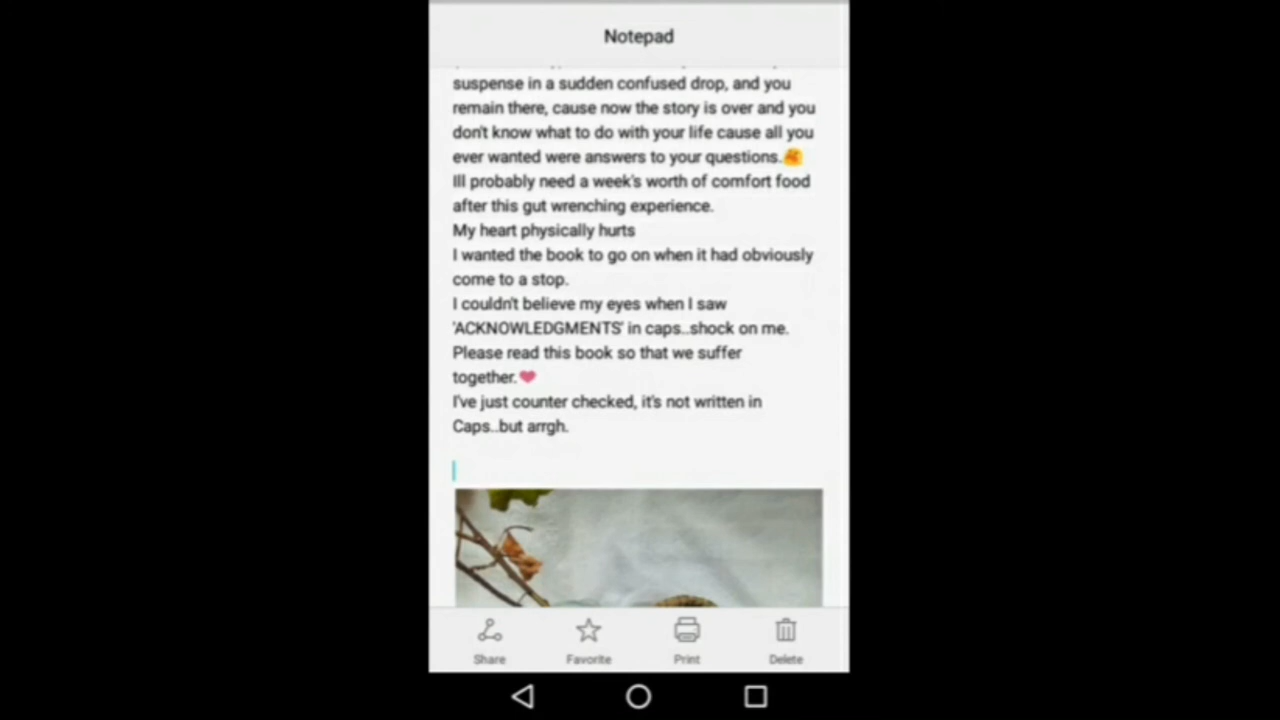 Notepad
suspense in a sudden confused drop, and you
remain there, cause now the story is over and you
don't know what to do with your life cause all you
ever wanted were answers to your questions.
Ill probably need a week's worth of comfort food
after this gut wrenching experience.
My heart physically hurts
I wanted the book to go on when it had obviously
come to a stop.
I couldn't believe my eyes when I saw
'ACKNOWLEDGMENTS' in caps..shock on me.
Please read this book so that we suffer
together.💗
I've just counter checked, it's not written in
Caps..but arrgh.
Share
Favorite
Print
Delete